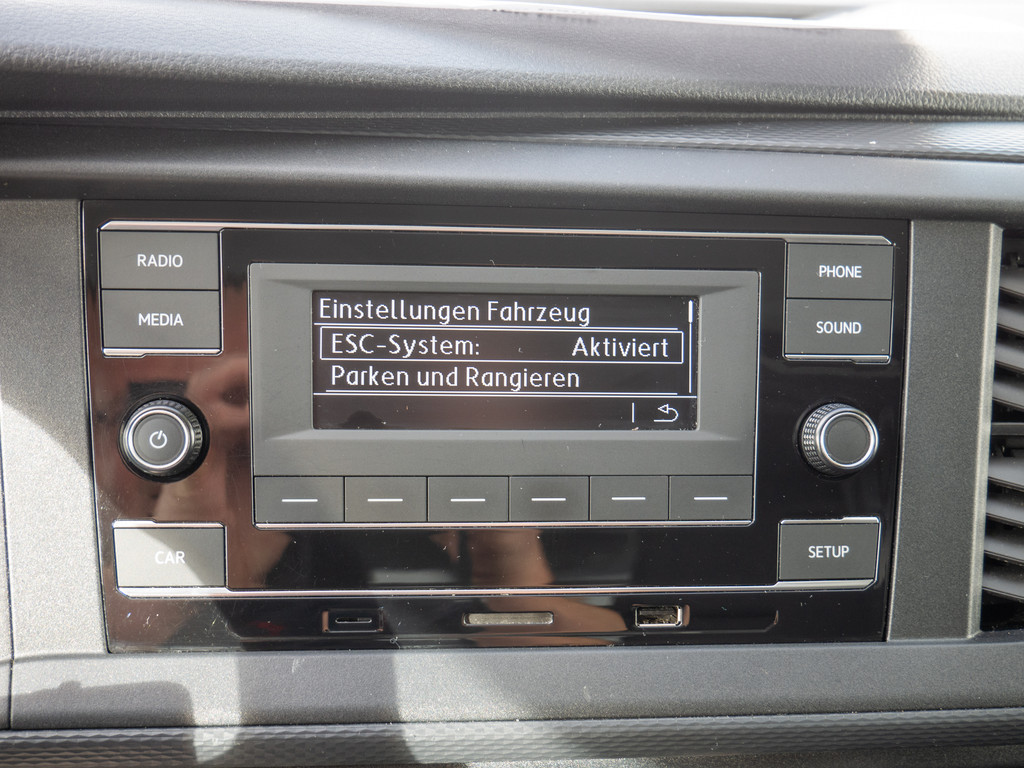 RADIO
MEDIA
PHONE
SOUND
Einstellungen Fahrzeug
ESC-System: Aktiviert
Parken und Rangieren
CAR
SETUP